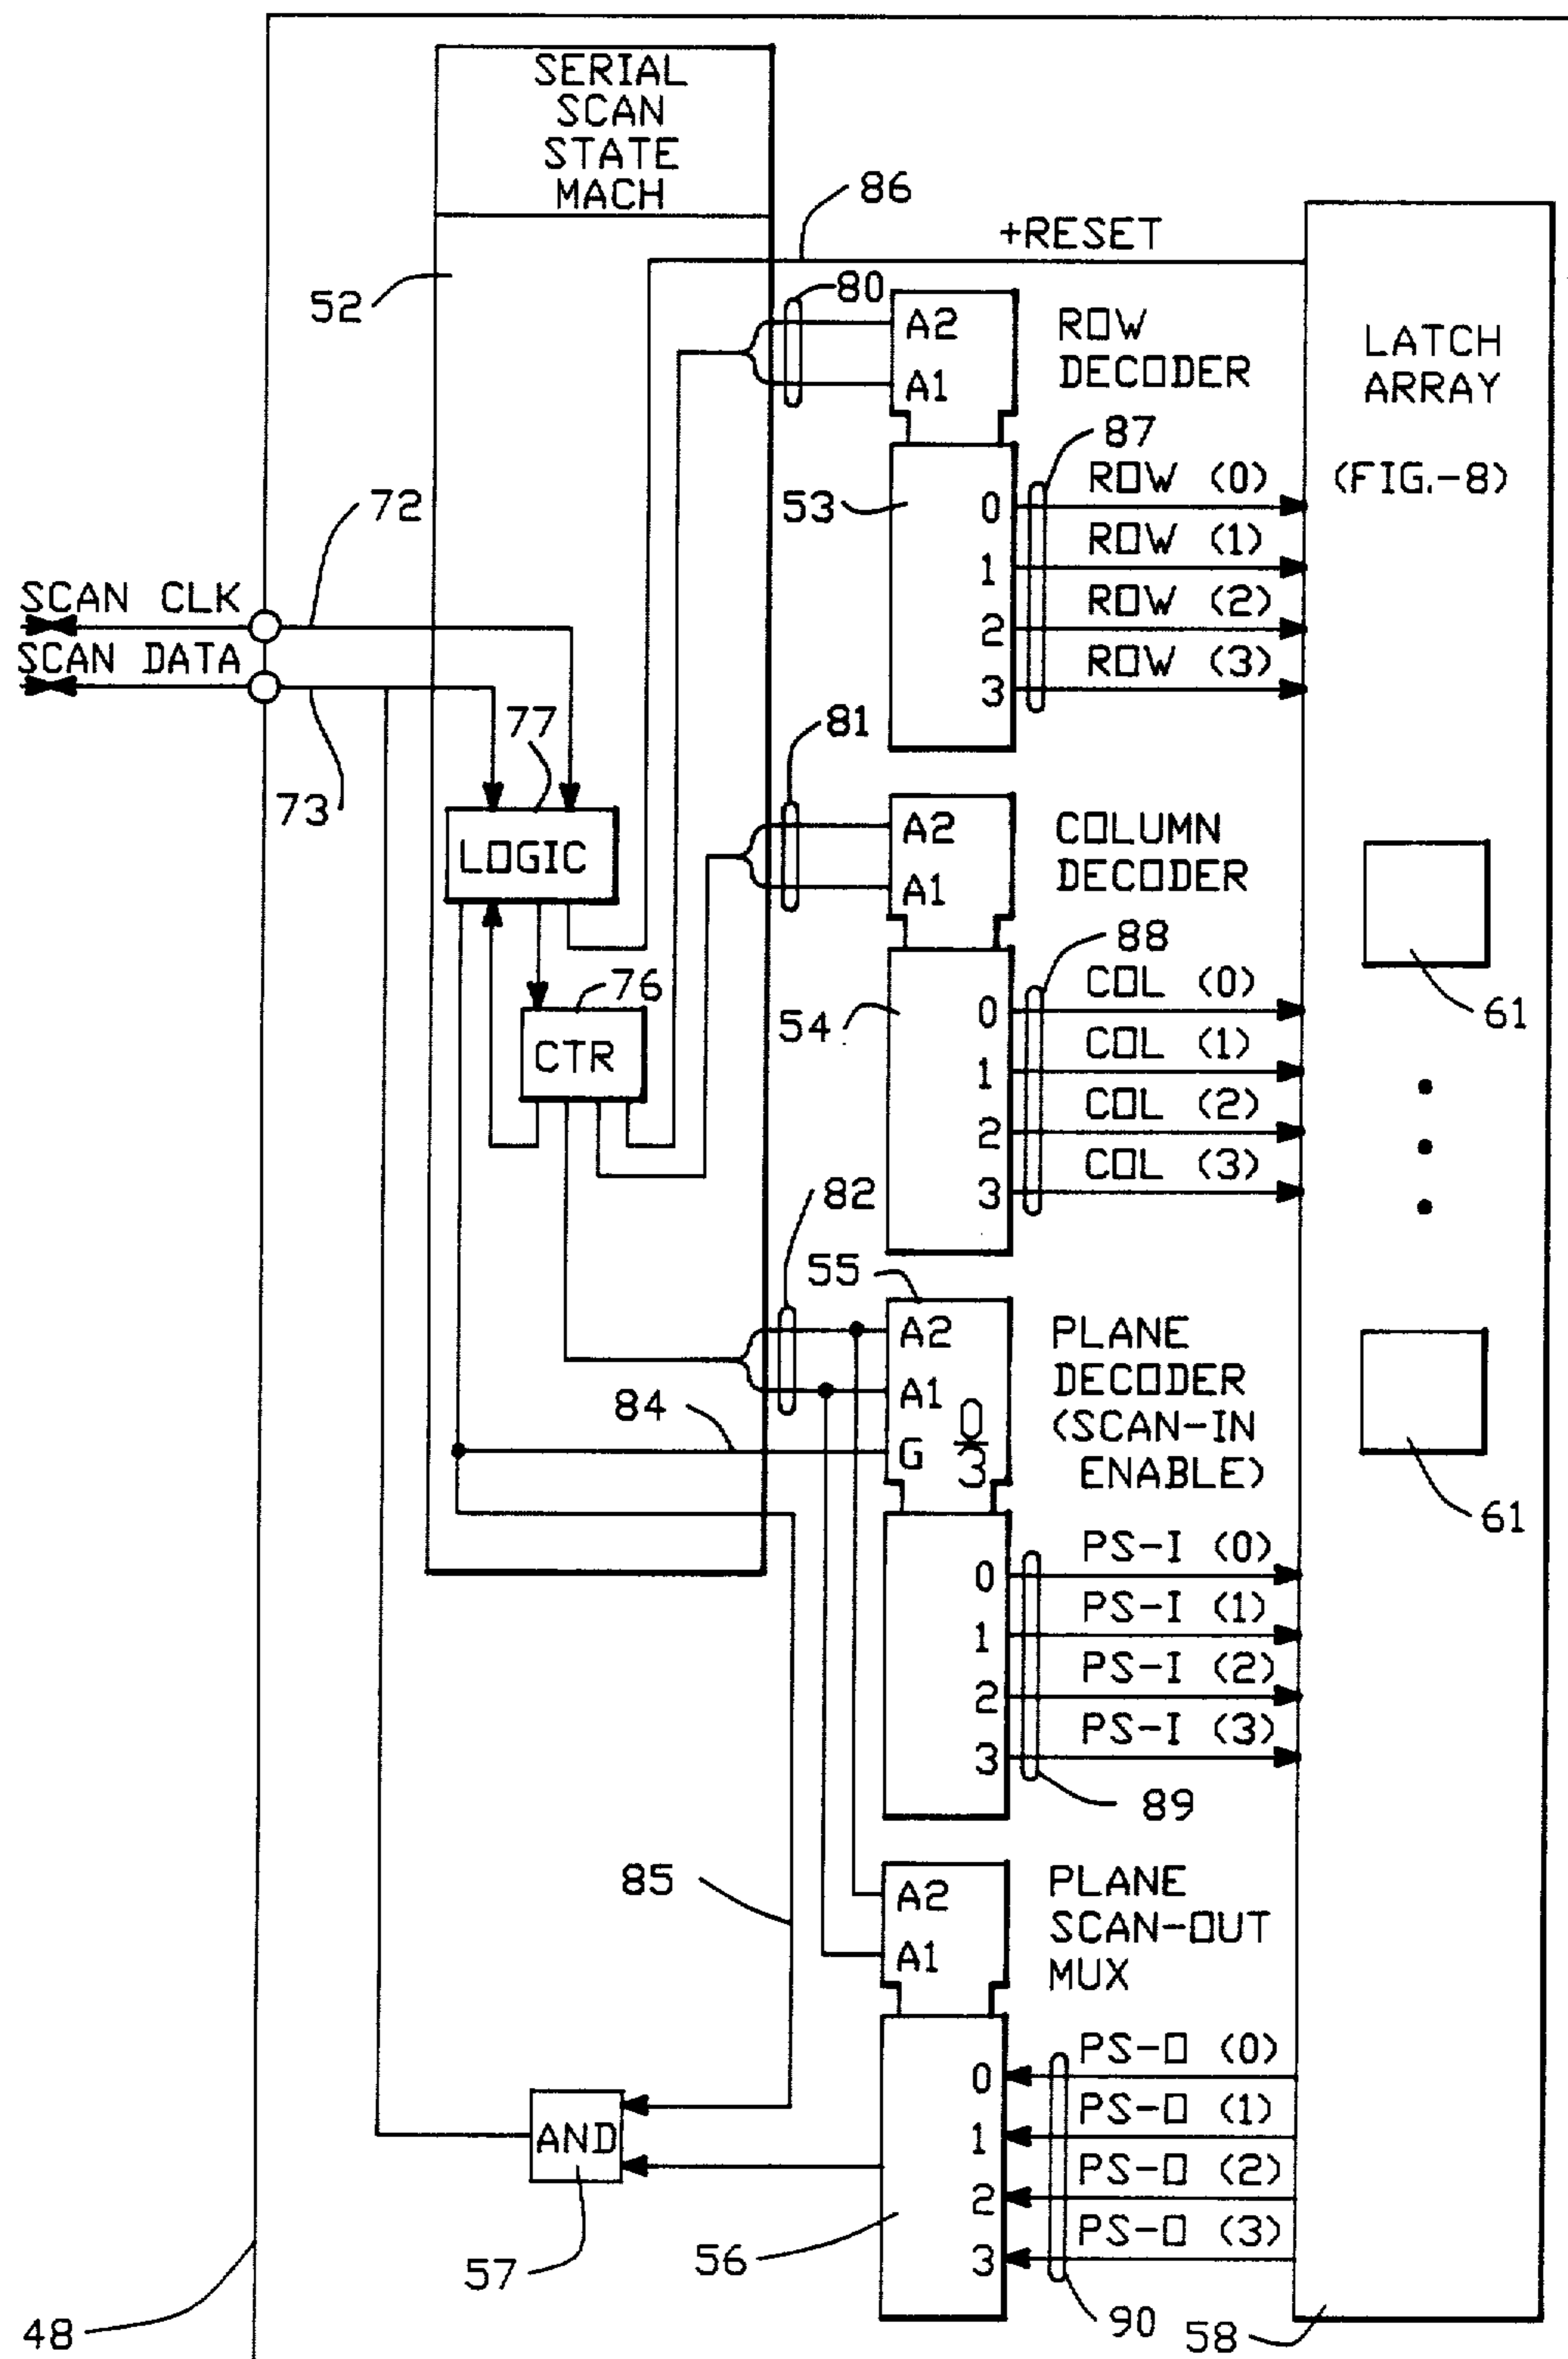 SERIAL
SCAN
STATE
MACH
86
+RESET
52
80
A2
A1
ROW
DECODER
LATCH
ARRAY
(FIG.-8)
87
53
0
ROW (0)
1
ROW (1)
2
ROW (2)
3
ROW (3)
72
SCAN CLK
SCAN DATA
73
77
LOGIC
76
CTR
81
A2
A1
COLUMN
DECODER
88
54
0
COL (0)
1
COL (1)
2
COL (2)
3
COL (3)
61
82
55
A2
A1
G
0/3
PLANE
DECODER
(SCAN-IN
ENABLE)
84
61
0
PS-I (0)
1
PS-I (1)
2
PS-I (2)
3
PS-I (3)
89
85
A2
A1
PLANE
SCAN-OUT
MUX
0
PS-O (0)
1
PS-O (1)
2
PS-O (2)
3
PS-O (3)
AND
57
56
90
58
48